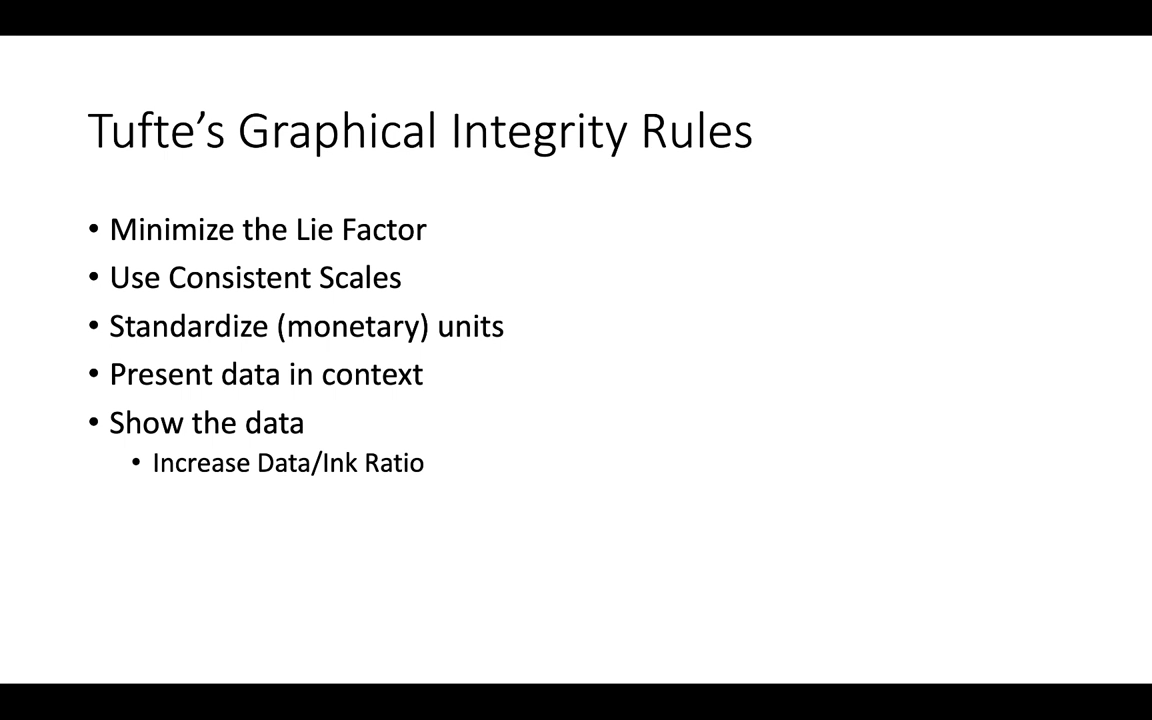 Tufte’s Graphical Integrity Rules
• Minimize the Lie Factor
• Use Consistent Scales
• Standardize (monetary) units
• Present data in context
• Show the data
• Increase Data/Ink Ratio